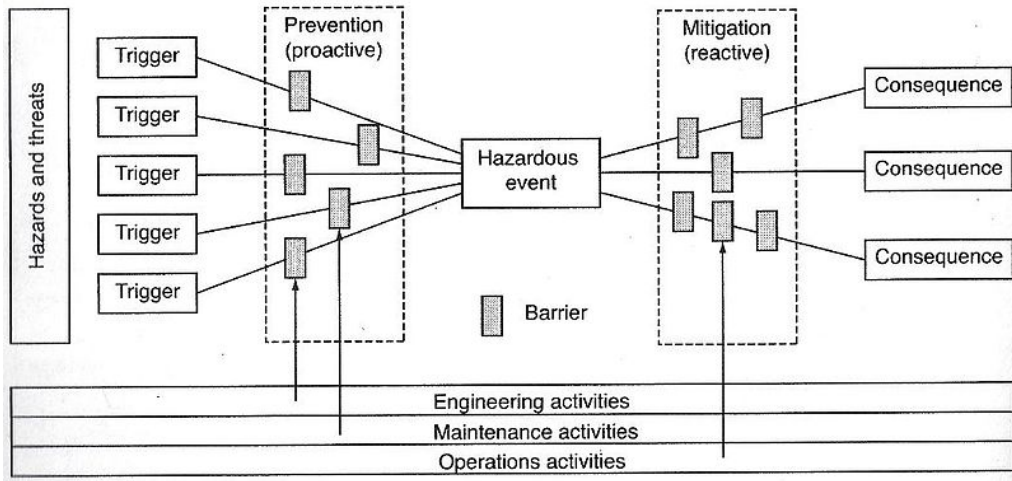 Hazards and threats
Trigger
Trigger
Trigger
Trigger
Trigger
Prevention
(proactive)
Hazardous
event
Barrier
Mitigation
(reactive)
Consequence
Consequence
Consequence
Engineering activities
Maintenance activities
Operations activities